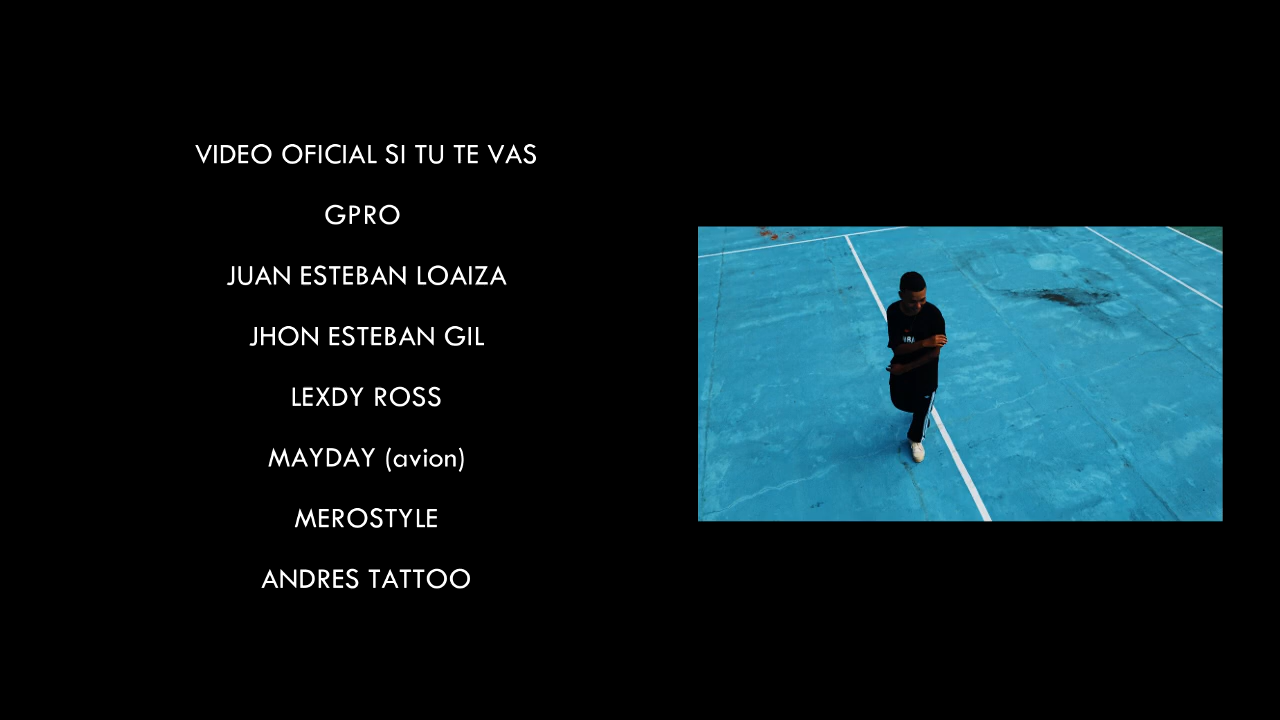 VIDEO OFICIAL SI TU TE VAS
GPRO
JUAN ESTEBAN LOAIZA
JHON ESTEBAN GIL
LEXDY ROSS
MAYDAY (avion)
MEROSTYLE
ANDRES TATTOO